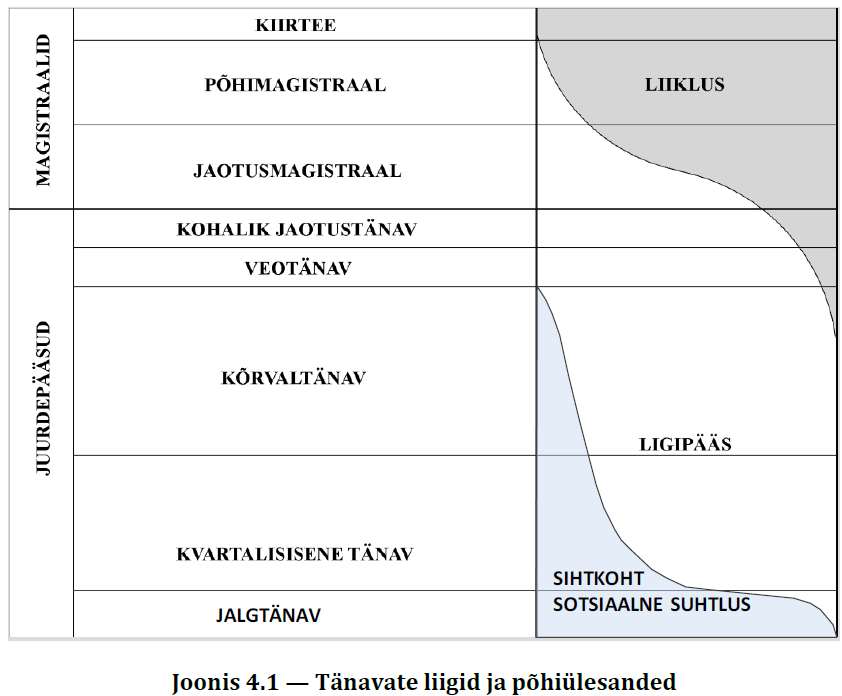 MAGISTRAALID
KIIRTEE
PÕHIMAGISTRAAL
LIIKLUS
JAOTUSMAGISTRAAL
JUURDEPÄÄSUD
KOHALIK JAOTUSTÄNAV
VEOTÄNAV
KÕRVALTÄNAV
LIGIPÄÄS
KVARTALISISENE TÄNAV
SIHTKOHT
SOTSIAALNE SUHTLUS
JALGTÄNAV
Joonis 4.1 — Tänavate liigid ja põhiülesanded